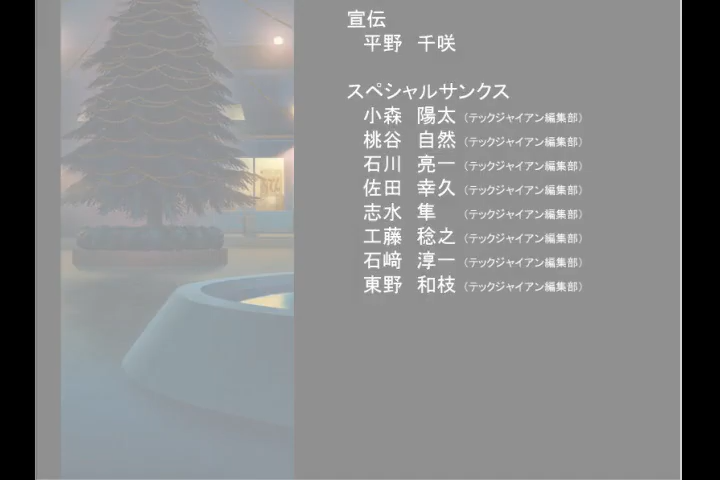 宣伝
平野　千咲
スペシャルサンクス
小森　陽太（テックジャイアン編集部）
桃谷　自然（テックジャイアン編集部）
石川　亮一（テックジャイアン編集部）
佐田　幸久（テックジャイアン編集部）
志水　隼　（テックジャイアン編集部）
工藤　稔之（テックジャイアン編集部）
石﨑　淳一（テックジャイアン編集部）
東野　和枝（テックジャイアン編集部）